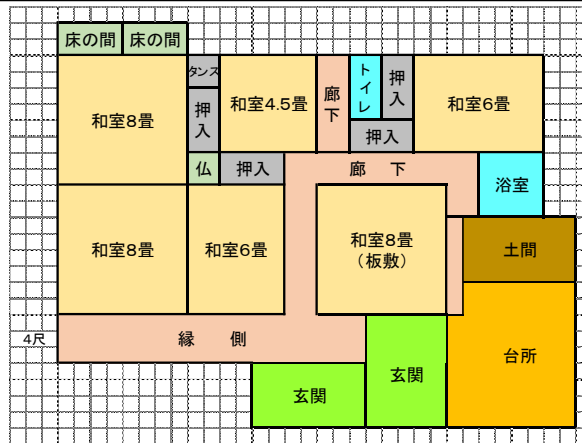 床の間
床の間
タンス
押入
和室8畳
和室4.5畳
廊下
トイレ
押入
押入
和室6畳
仏
押入
廊 下
浴室
和室8畳
和室6畳
和室8畳
（板敷）
土間
4尺
縁 側
台所
玄関
玄関